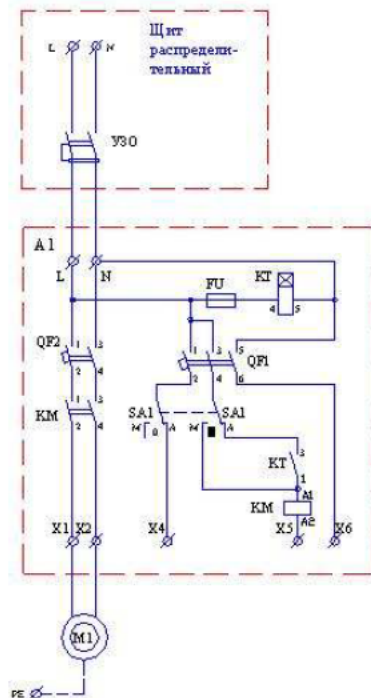 Щит
распредели-
тельный
L N
УЗО
A1
L N
FU
KT
4 5
QF2
1 3
2 4
1 3 5
QF1
2 4 6
KM
1 3
2 4
SA1
SA1
M 0 A
M A
KT
3
1
KM
A1
A2
X1 X2
X4
X5
X6
M1
PE